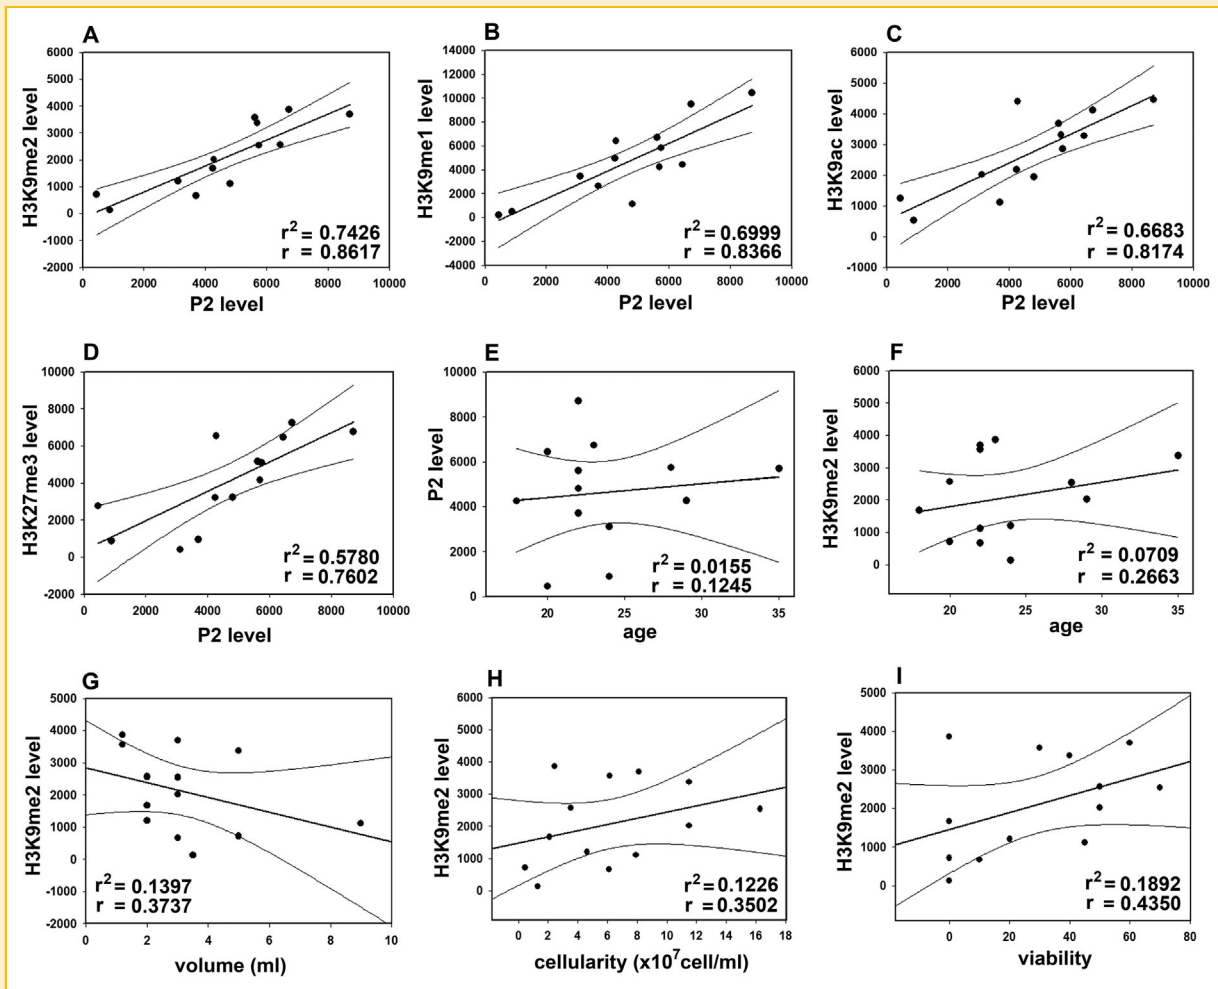 A
H3K9me2 level
6000
5000
4000
3000
2000
1000
0
-1000
-2000
r² = 0.7426
r = 0.8617
0 2000 4000 6000 8000 10000
P2 level
B
H3K9me1 level
14000
12000
10000
8000
6000
4000
2000
0
-2000
-4000
r² = 0.6999
r = 0.8366
0 2000 4000 6000 8000 10000
P2 level
C
H3K9ac level
6000
5000
4000
3000
2000
1000
0
-1000
r² = 0.6683
r = 0.8174
0 2000 4000 6000 8000 10000
P2 level
D
H3K27me3 level
10000
8000
6000
4000
2000
0
-2000
r² = 0.5780
r = 0.7602
0 2000 4000 6000 8000 10000
P2 level
E
P2 level
10000
8000
6000
4000
2000
0
r² = 0.0155
r = 0.1245
20 25 30 35
age
F
H3K9me2 level
6000
5000
4000
3000
2000
1000
0
r² = 0.0709
r = 0.2663
20 25 30 35
age
G
H3K9me2 level
5000
4000
3000
2000
1000
0
-1000
-2000
r² = 0.1397
r = 0.3737
0 2 4 6 8 10
volume (ml)
H
H3K9me2 level
6000
5000
4000
3000
2000
1000
0
r² = 0.1226
r = 0.3502
0 2 4 6 8 10 12 14 16 18
cellularity (x10⁷cell/ml)
I
H3K9me2 level
5000
4000
3000
2000
1000
0
r² = 0.1892
r = 0.4350
0 20 40 60 80
viability